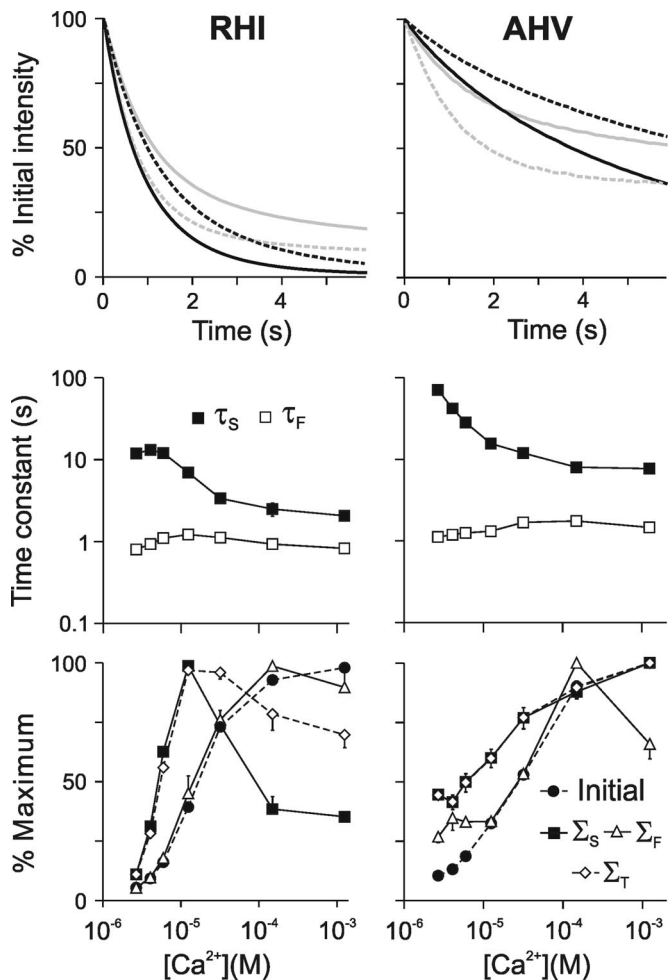 RHI AHV
% Initial intensity
100
50
0
0 2 4
0 2 4
Time (s) Time (s)
Time constant (s)
100
10
1
0.1
■ τS □ τF
% Maximum
100
50
0
Initial
ΣS ΣF
ΣT
10-6 10-5 10-4 10-3
10-6 10-5 10-4 10-3
[Ca2+](M) [Ca2+](M)